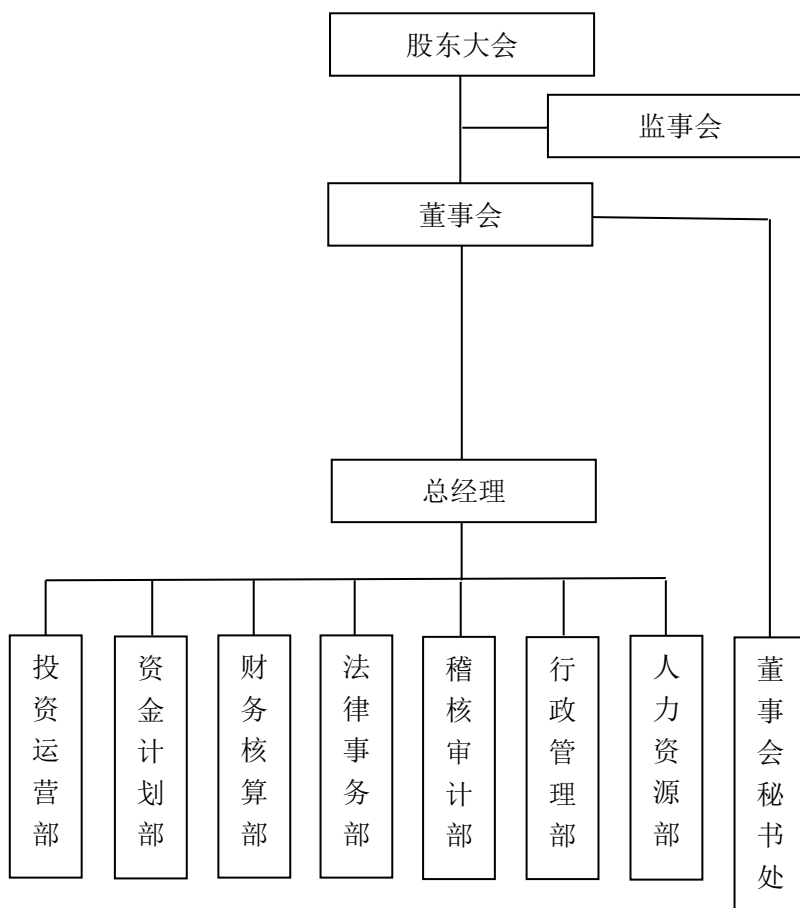 股东大会
监事会
董事会
总经理
投资运营部
资金计划部
财务核算部
法律事务部
稽核审计部
行政管理部
人力资源部
董事会秘书处